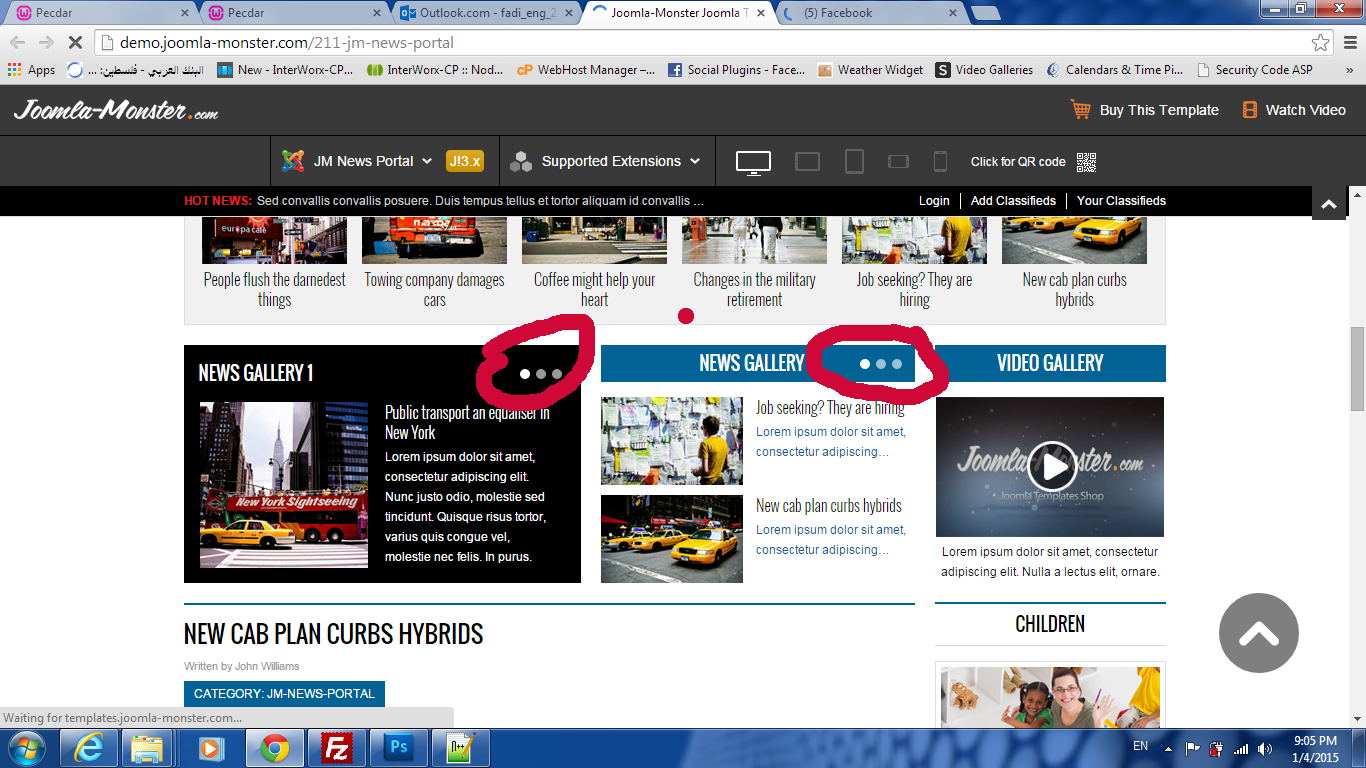 Pecdar
Pecdar
Outlook.com - fadi_eng_2
Joomla-Monster Joomla T
(5) Facebook
demo.joomla-monster.com/211-jm-news-portal
Apps
البنك العربي - فلسطين: ...
New - InterWorx-CP...
InterWorx-CP :: Nod...
cP WebHost Manager –...
Social Plugins - Face...
Weather Widget
S Video Galleries
Calendars & Time Pi...
Security Code ASP
»
Joomla-Monster.com
Buy This Template
Watch Video
JM News Portal
J!3.x
Supported Extensions
Click for QR code
HOT NEWS: Sed convallis convallis posuere. Duis tempus tellus et tortor aliquam id convallis ...
Login
Add Classifieds
Your Classifieds
europa café
People flush the darnedest
things
Towing company damages
cars
Coffee might help your
heart
Changes in the military
retirement
Job seeking? They are
hiring
New cab plan curbs
hybrids
NEWS GALLERY 1
Public transport an equaliser in
New York
Lorem ipsum dolor sit amet,
consectetur adipiscing elit.
Nunc justo odio, molestie sed
tincidunt. Quisque risus tortor,
varius quis congue vel,
molestie nec felis. In purus.
New York Sightseeing
NEWS GALLERY
Job seeking? They are hiring
Lorem ipsum dolor sit amet,
consectetur adipiscing...
New cab plan curbs hybrids
Lorem ipsum dolor sit amet,
consectetur adipiscing...
VIDEO GALLERY
Joomla-Monster.com
Joomla Templates Shop
Lorem ipsum dolor sit amet, consectetur
adipiscing elit. Nulla a lectus elit, ornare.
CHILDREN
NEW CAB PLAN CURBS HYBRIDS
Written by John Williams
CATEGORY: JM-NEWS-PORTAL
Waiting for templates.joomla-monster.com...
Fz
Ps
EN
9:05 PM
1/4/2015